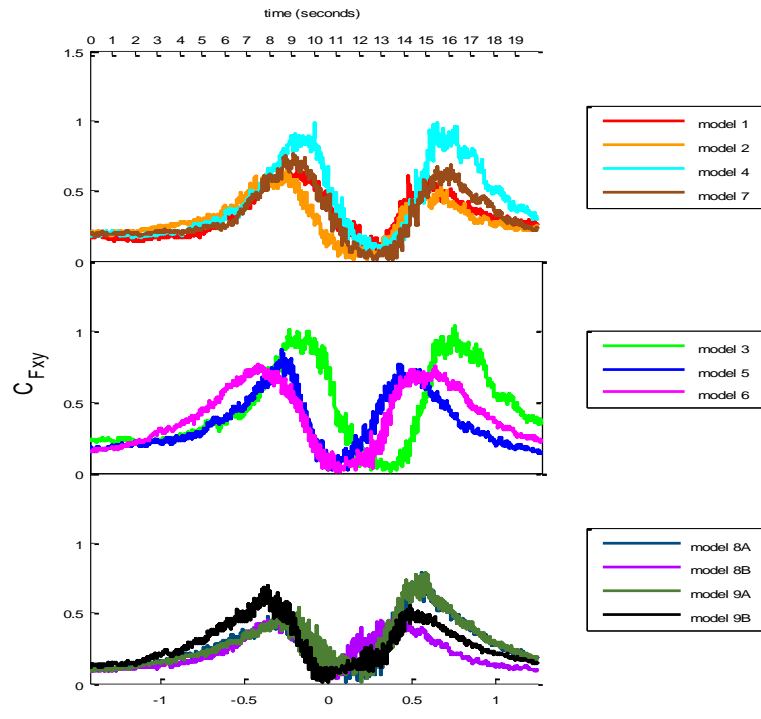 time (seconds)
0 1 2 3 4 5 6 7 8 9 10 11 12 13 14 15 16 17 18 19
1.5
1
0.5
0
model 1
model 2
model 4
model 7
1
0.5
0
C_Fxy
model 3
model 5
model 6
1
0.5
0
model 8A
model 8B
model 9A
model 9B
-1 -0.5 0 0.5 1